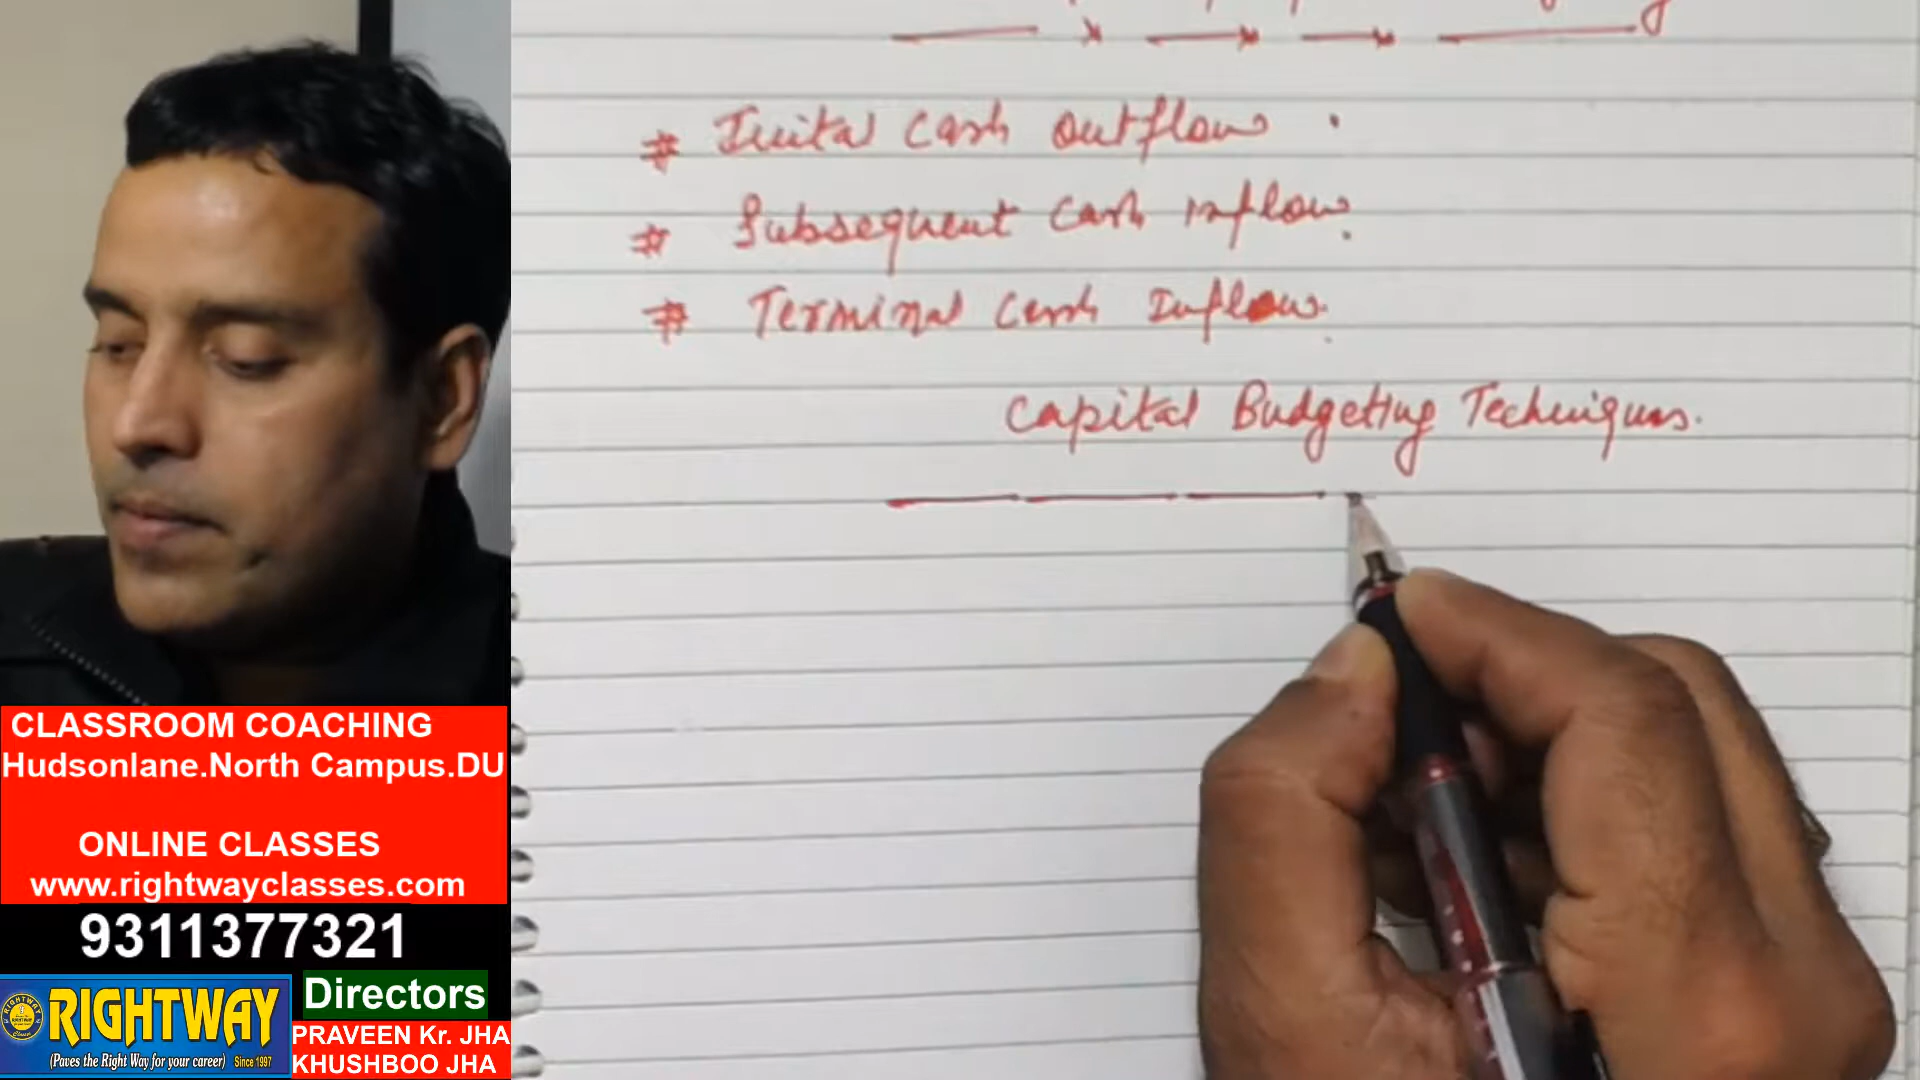 # Inital Cash Outflow .
# Subsequent Cash inflow.
# Terminal Cash Inflow.
Capital Budgeting Techniques.
CLASSROOM COACHING
Hudsonlane.North Campus.DU
ONLINE CLASSES
www.rightwayclasses.com
9311377321
RIGHTWAY
(Paves the Right Way for your career) Since 1997
Directors
PRAVEEN Kr. JHA
KHUSHBOO JHA